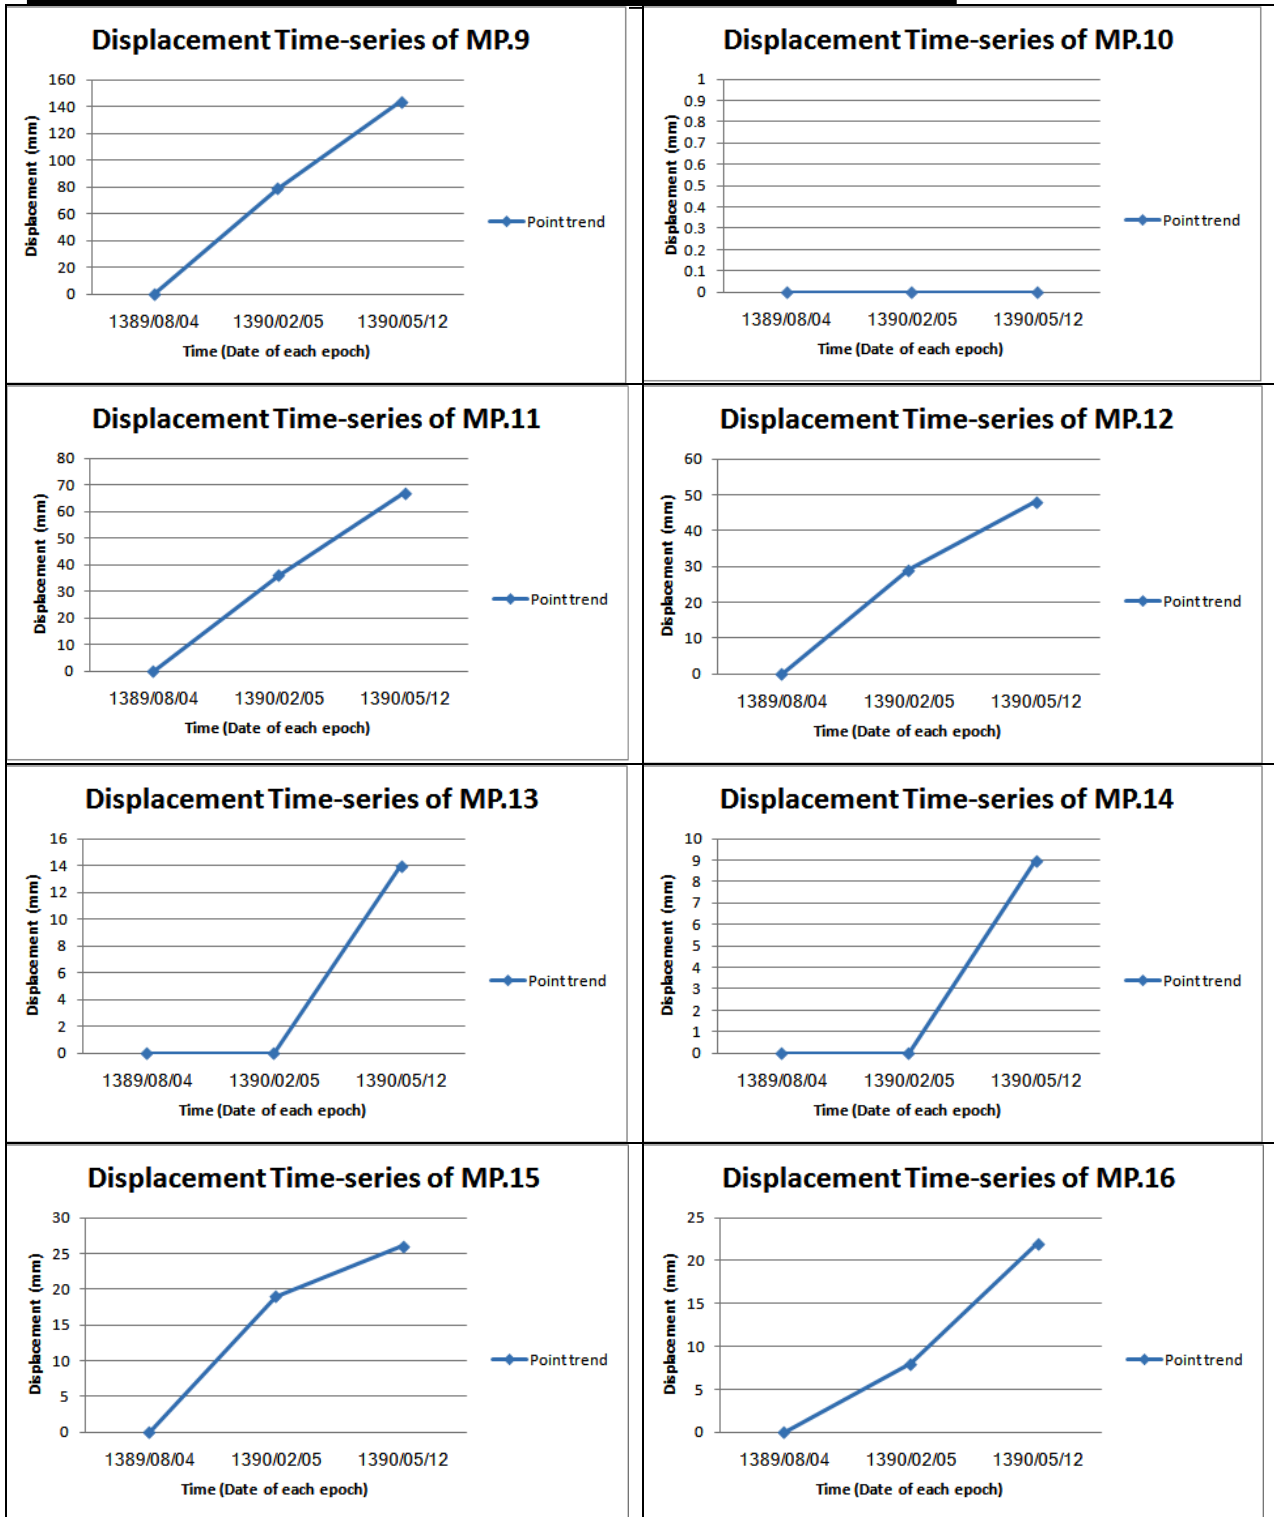 Displacement Time-series of MP.9
160
140
120
100
80
60
40
20
0
Displacement (mm)
1389/08/04 1390/02/05 1390/05/12
Time (Date of each epoch)
Point trend
Displacement Time-series of MP.10
1
0.9
0.8
0.7
0.6
0.5
0.4
0.3
0.2
0.1
0
Displacement (mm)
1389/08/04 1390/02/05 1390/05/12
Time (Date of each epoch)
Point trend
Displacement Time-series of MP.11
80
70
60
50
40
30
20
10
0
Displacement (mm)
1389/08/04 1390/02/05 1390/05/12
Time (Date of each epoch)
Point trend
Displacement Time-series of MP.12
60
50
40
30
20
10
0
Displacement (mm)
1389/08/04 1390/02/05 1390/05/12
Time (Date of each epoch)
Point trend
Displacement Time-series of MP.13
16
14
12
10
8
6
4
2
0
Displacement (mm)
1389/08/04 1390/02/05 1390/05/12
Time (Date of each epoch)
Point trend
Displacement Time-series of MP.14
10
9
8
7
6
5
4
3
2
1
0
Displacement (mm)
1389/08/04 1390/02/05 1390/05/12
Time (Date of each epoch)
Point trend
Displacement Time-series of MP.15
30
25
20
15
10
5
0
Displacement (mm)
1389/08/04 1390/02/05 1390/05/12
Time (Date of each epoch)
Point trend
Displacement Time-series of MP.16
25
20
15
10
5
0
Displacement (mm)
1389/08/04 1390/02/05 1390/05/12
Time (Date of each epoch)
Point trend